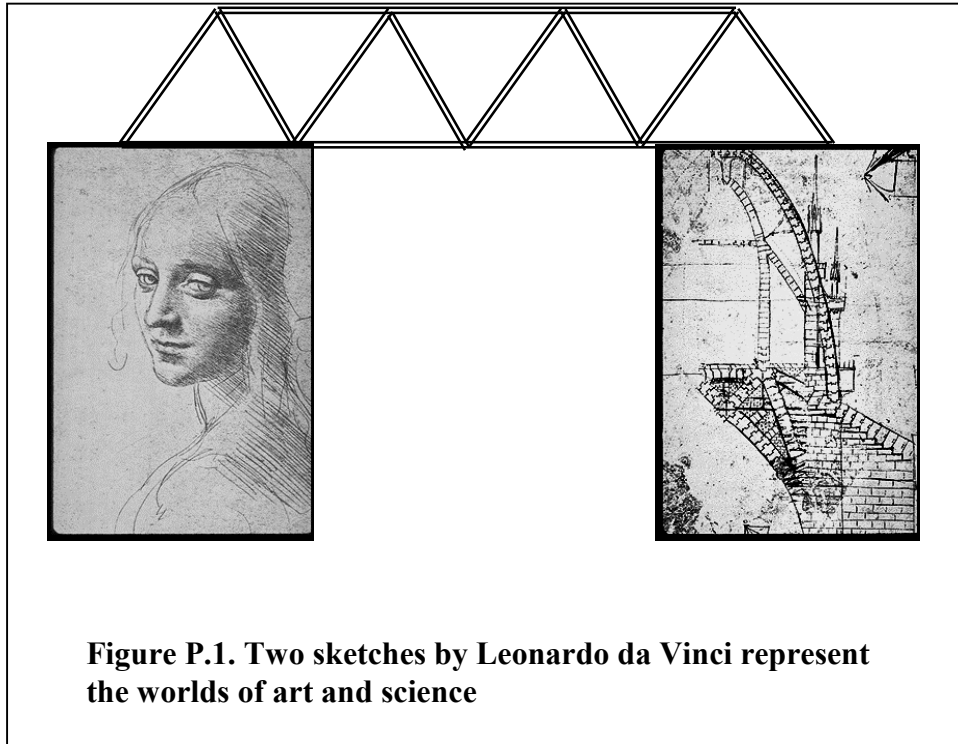 Figure P.1. Two sketches by Leonardo da Vinci represent
the worlds of art and science